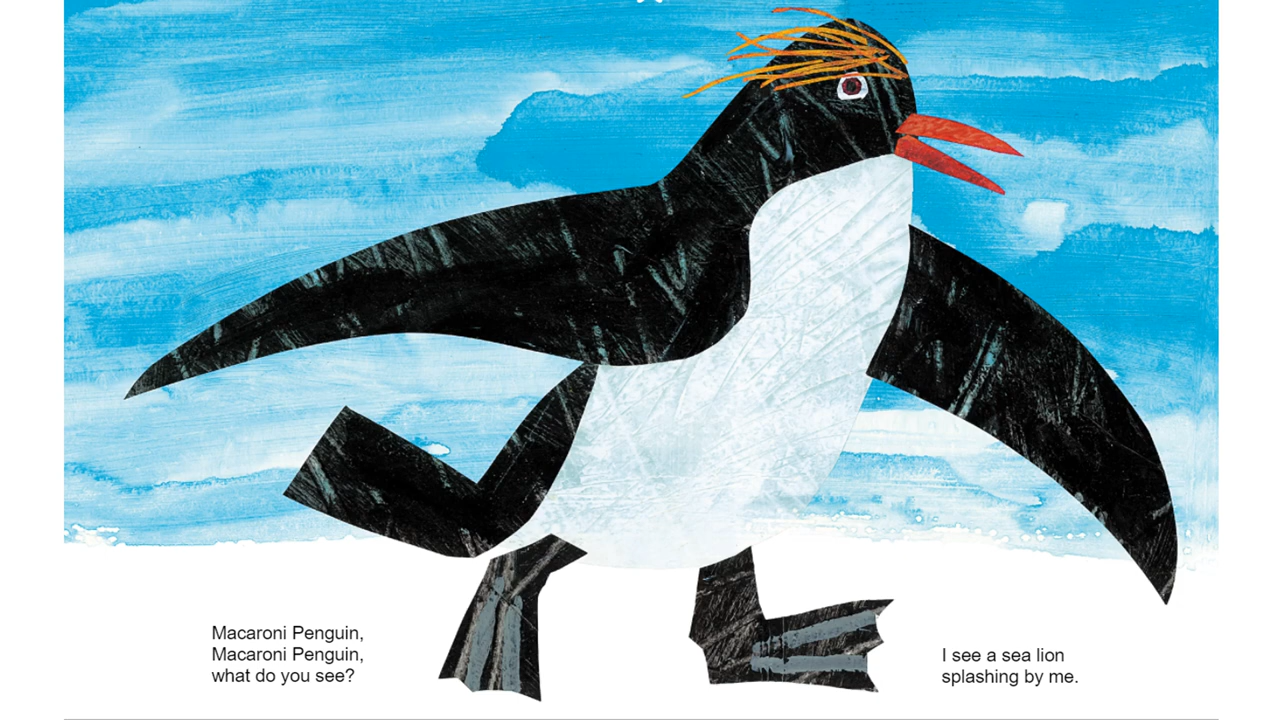 Macaroni Penguin,
Macaroni Penguin,
what do you see?
I see a sea lion
splashing by me.